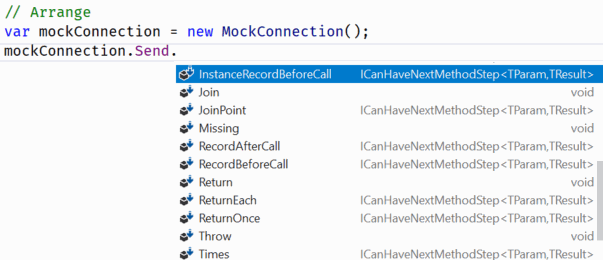 // Arrange
var mockConnection = new MockConnection();
mockConnection.Send.
InstanceRecordBeforeCall ICanHaveNextMethodStep<TParam,TResult>
Join void
JoinPoint ICanHaveNextMethodStep<TParam,TResult>
Missing void
RecordAfterCall ICanHaveNextMethodStep<TParam,TResult>
RecordBeforeCall ICanHaveNextMethodStep<TParam,TResult>
Return void
ReturnEach ICanHaveNextMethodStep<TParam,TResult>
ReturnOnce ICanHaveNextMethodStep<TParam,TResult>
Throw void
Times ICanHaveNextMethodStep<TParam,TResult>